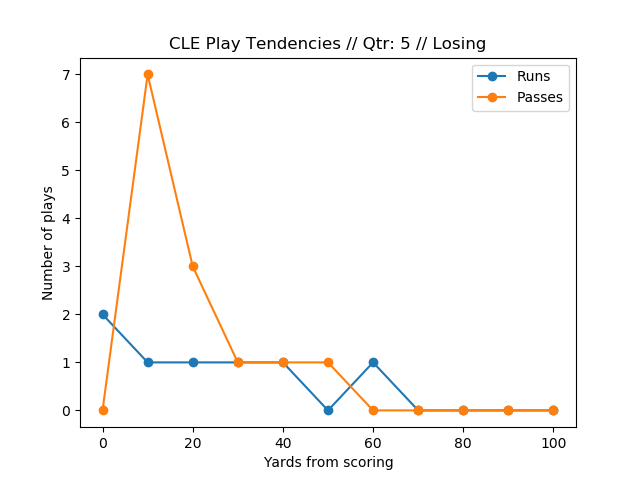 CLE Play Tendencies // Qtr: 5 // Losing
Runs
Passes
Number of plays
7
6
5
4
3
2
1
0
0 20 40 60 80 100
Yards from scoring